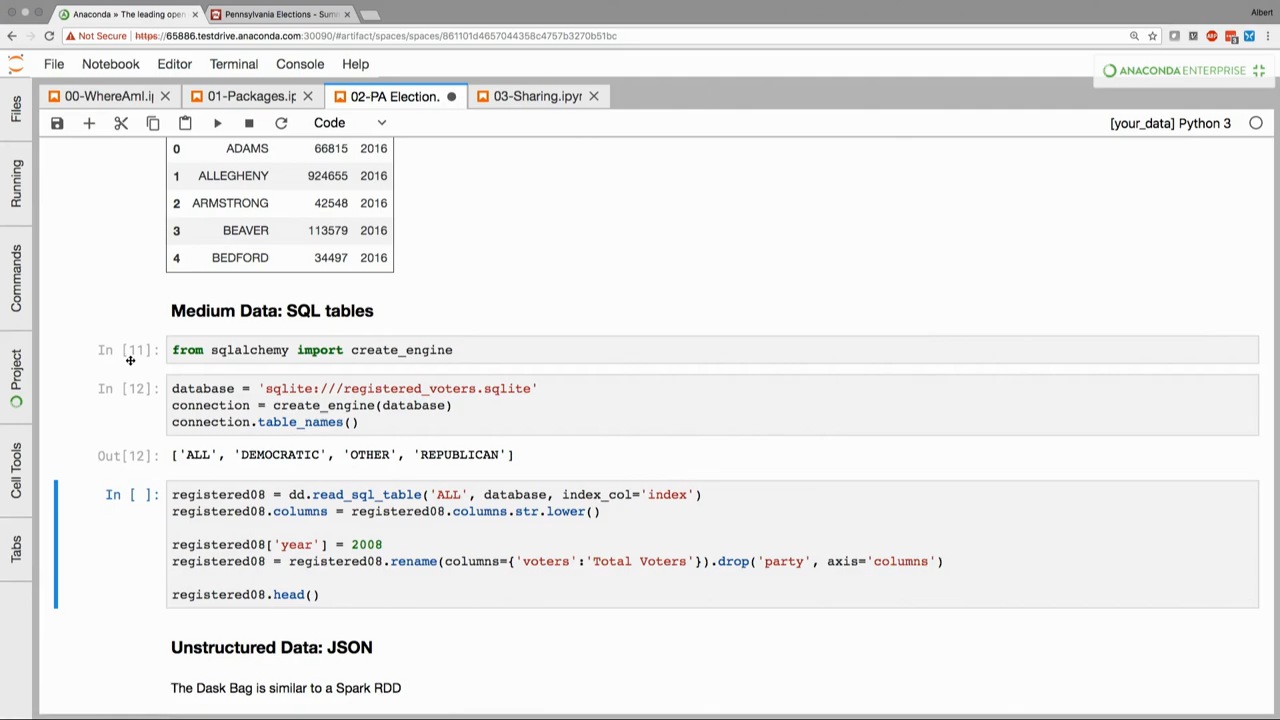 Anaconda » The leading open
Pennsylvania Elections - Sum
Albert
Not Secure https://65886.testdrive.anaconda.com:30090/#artifact/spaces/spaces/861101d4657044358c4757b3270b51bc
File Notebook Editor Terminal Console Help
ANACONDA ENTERPRISE
00-WhereAmI.i
01-Packages.ip
02-PA Election.
03-Sharing.ipyr
Code
[your_data] Python 3
Files
Running
Commands
Project
Cell Tools
Tabs
0 ADAMS 66815 2016
1 ALLEGHENY 924655 2016
2 ARMSTRONG 42548 2016
3 BEAVER 113579 2016
4 BEDFORD 34497 2016
Medium Data: SQL tables
In [11]: from sqlalchemy import create_engine
In [12]: database = 'sqlite:///registered_voters.sqlite'
connection = create_engine(database)
connection.table_names()
Out[12]: ['ALL', 'DEMOCRATIC', 'OTHER', 'REPUBLICAN']
In [ ]: registered08 = dd.read_sql_table('ALL', database, index_col='index')
registered08.columns = registered08.columns.str.lower()
registered08['year'] = 2008
registered08 = registered08.rename(columns={'voters':'Total Voters'}).drop('party', axis='columns')
registered08.head()
Unstructured Data: JSON
The Dask Bag is similar to a Spark RDD